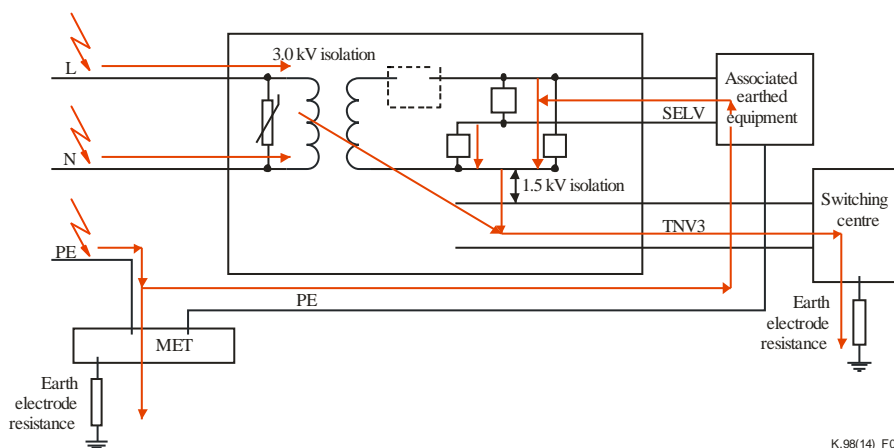 3.0 kV isolation
L
Associated
earthed
equipment
SELV
N
1.5 kV isolation
Switching
centre
TNV3
PE
PE
Earth
electrode
resistance
MET
Earth
electrode
resistance